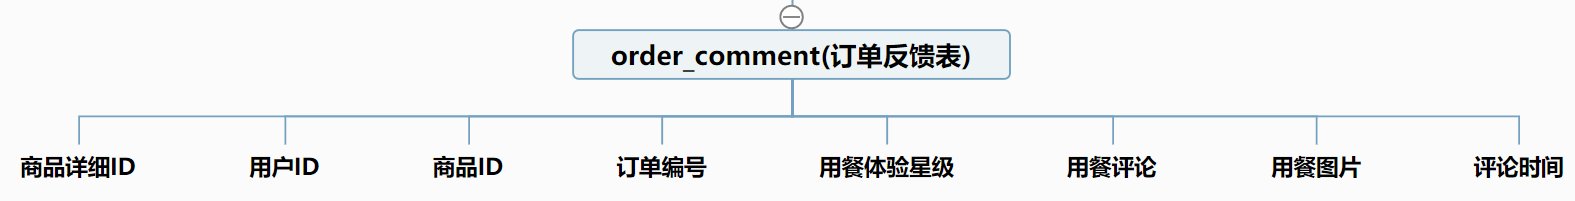 order_comment(订单反馈表)
商品详细ID
用户ID
商品ID
订单编号
用餐体验星级
用餐评论
用餐图片
评论时间